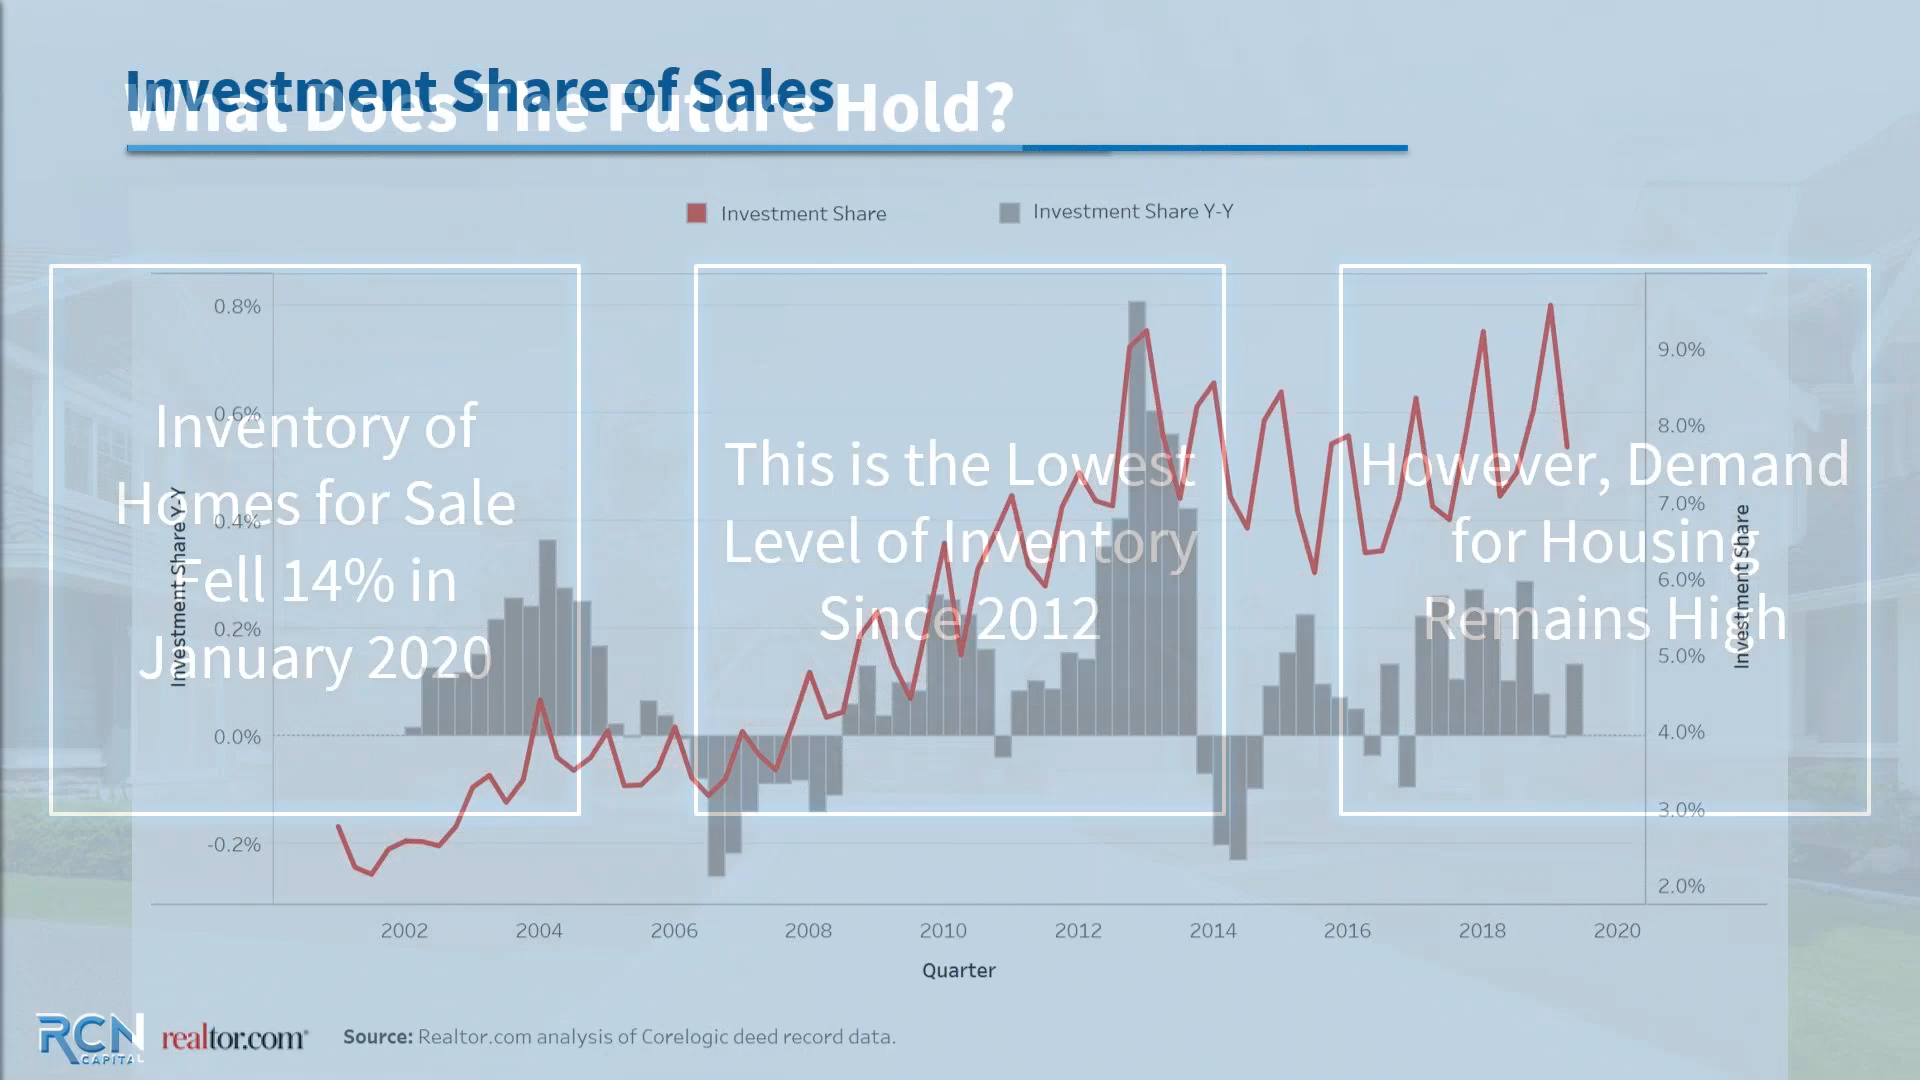 Investment Share of Sales
What Does The Future Hold?
Investment Share
Investment Share Y-Y
Inventory of
Homes for Sale
Fell 14% in
January 2020
This is the Lowest
Level of Inventory
Since 2012
However, Demand
for Housing
Remains High
Investment Share Y-Y
0.8%
0.6%
0.4%
0.2%
0.0%
-0.2%
9.0%
8.0%
7.0%
6.0%
5.0%
4.0%
3.0%
2.0%
Investment Share
2002 2004 2006 2008 2010 2012 2014 2016 2018 2020
Quarter
RCN
CAPITAL
realtor.com®
Source: Realtor.com analysis of Corelogic deed record data.